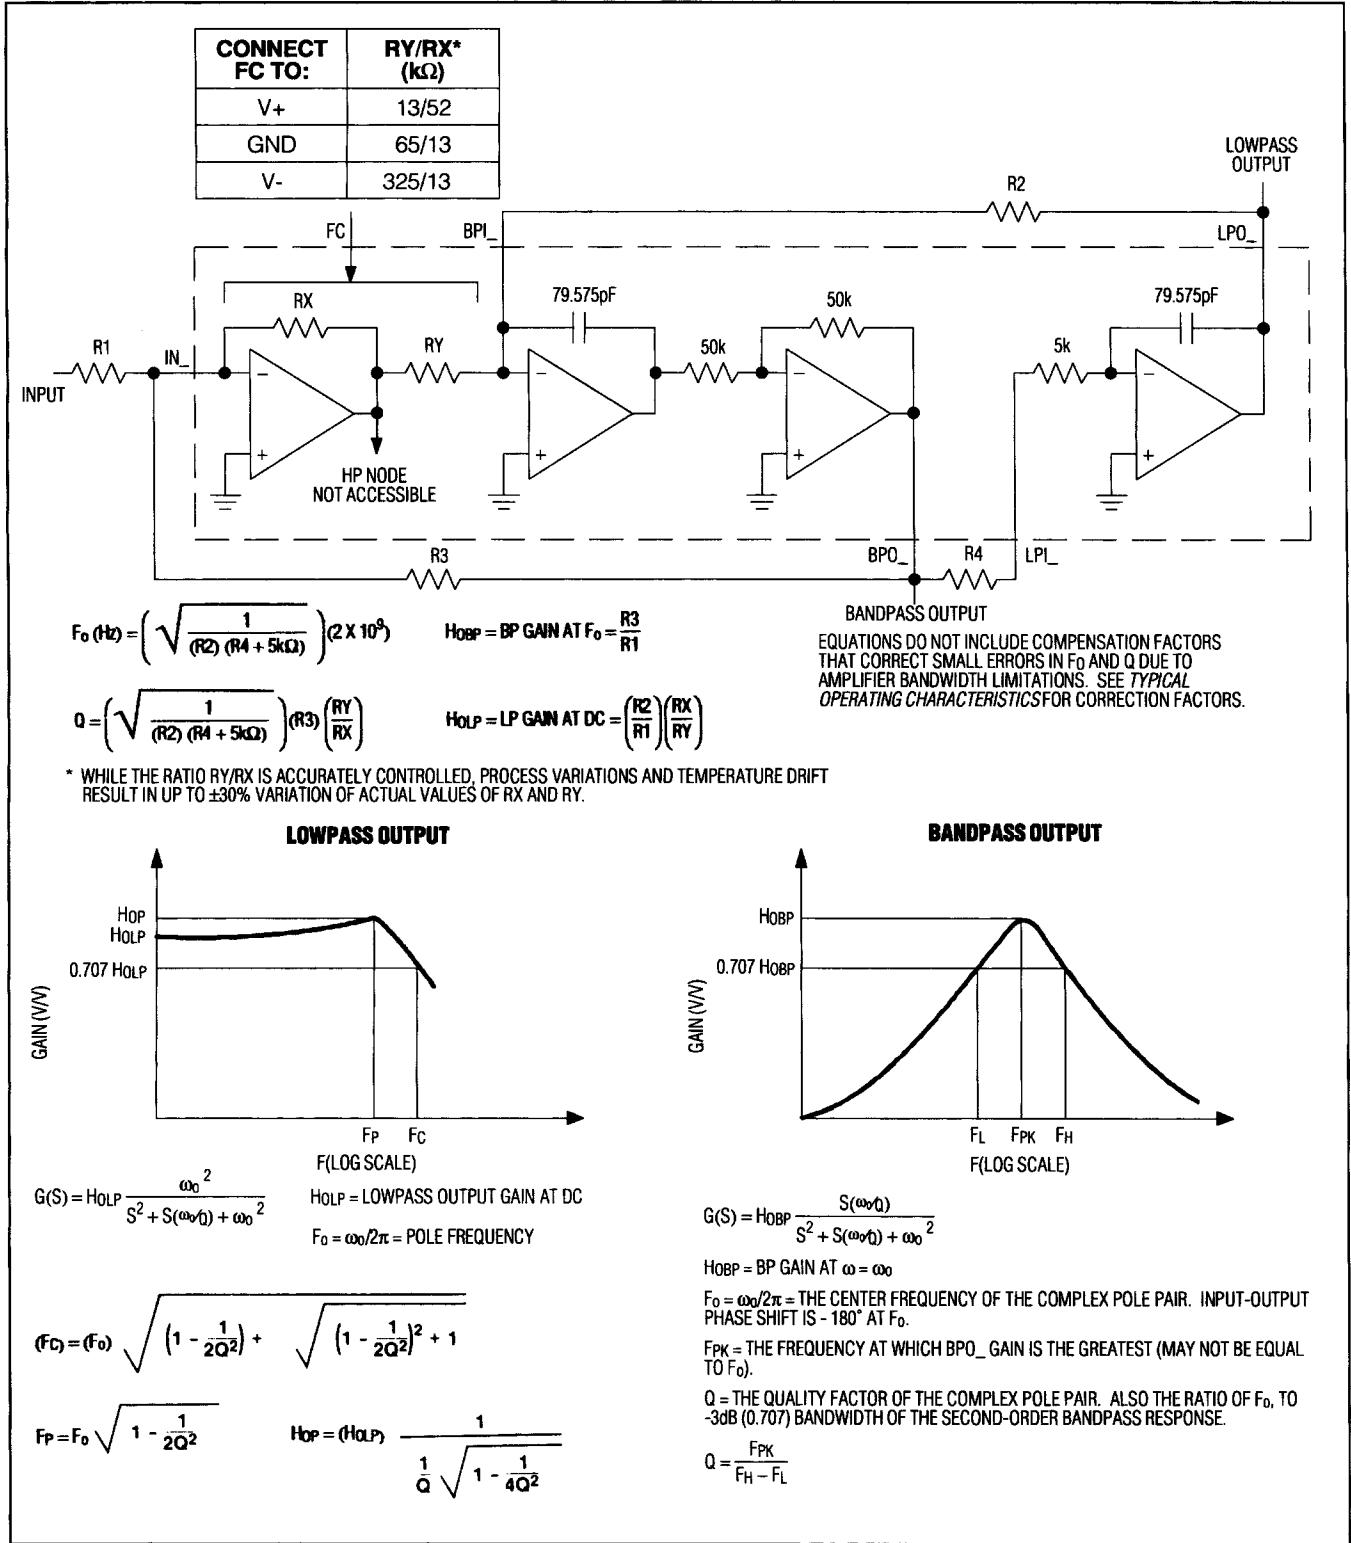 CONNECT FC TO: RY/RX* (kΩ)
V+ 13/52
GND 65/13
V- 325/13
LOWPASS OUTPUT
R2
FC
BPI_
LPO_
RX
79.575pF
50k
79.575pF
R1
IN_
RY
50k
5k
INPUT
− − − −
+ + + +
HP NODE
NOT ACCESSIBLE
R3
BPO_
R4
LPI_
BANDPASS OUTPUT
F₀ (Hz) = ( √(1 / (R2) (R4 + 5kΩ)) ) (2 X 10⁹)
HOBP = BP GAIN AT F₀ = R3/R1
EQUATIONS DO NOT INCLUDE COMPENSATION FACTORS
THAT CORRECT SMALL ERRORS IN F₀ AND Q DUE TO
AMPLIFIER BANDWIDTH LIMITATIONS. SEE TYPICAL
OPERATING CHARACTERISTICS FOR CORRECTION FACTORS.
Q = ( √(1 / (R2) (R4 + 5kΩ)) ) (R3) (RY/RX)
HOLP = LP GAIN AT DC = (R2/R1) (RX/RY)
* WHILE THE RATIO RY/RX IS ACCURATELY CONTROLLED, PROCESS VARIATIONS AND TEMPERATURE DRIFT
RESULT IN UP TO ±30% VARIATION OF ACTUAL VALUES OF RX AND RY.
LOWPASS OUTPUT
HOP
HOLP
0.707 HOLP
GAIN (V/V)
FP FC
F(LOG SCALE)
G(S) = HOLP ω₀² / (S² + S(ω₀/Q) + ω₀²)
HOLP = LOWPASS OUTPUT GAIN AT DC
F₀ = ω₀/2π = POLE FREQUENCY
(FC) = (F₀) √( (1 - 1/2Q²) + √( (1 - 1/2Q²)² + 1 ) )
FP = F₀ √( 1 - 1/2Q² )
HOP = (HOLP) 1 / ( 1/Q √( 1 - 1/4Q² ) )
BANDPASS OUTPUT
HOBP
0.707 HOBP
GAIN (V/V)
FL FPK FH
F(LOG SCALE)
G(S) = HOBP S(ω₀/Q) / (S² + S(ω₀/Q) + ω₀²)
HOBP = BP GAIN AT ω = ω₀
F₀ = ω₀/2π = THE CENTER FREQUENCY OF THE COMPLEX POLE PAIR. INPUT-OUTPUT
PHASE SHIFT IS - 180° AT F₀.
FPK = THE FREQUENCY AT WHICH BPO_ GAIN IS THE GREATEST (MAY NOT BE EQUAL
TO F₀).
Q = THE QUALITY FACTOR OF THE COMPLEX POLE PAIR. ALSO THE RATIO OF F₀, TO
-3dB (0.707) BANDWIDTH OF THE SECOND-ORDER BANDPASS RESPONSE.
Q = FPK / (FH – FL)